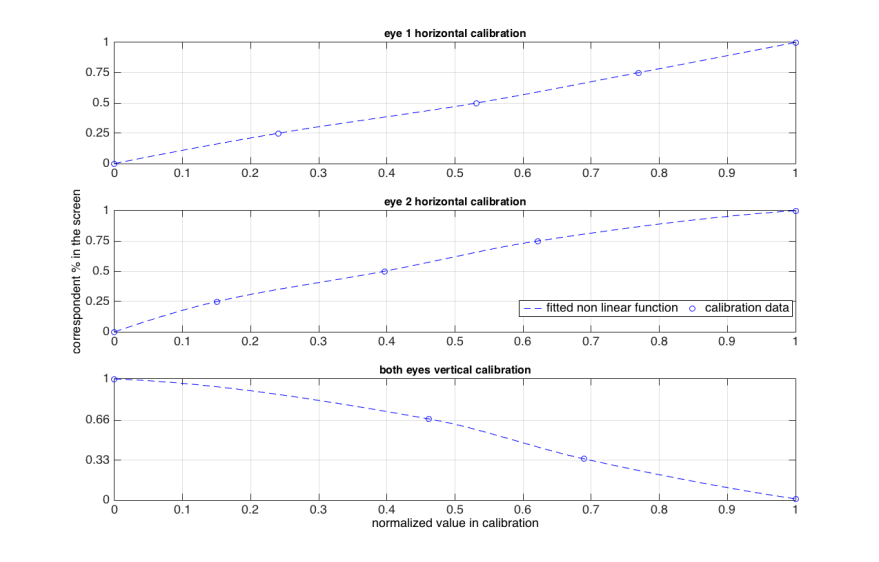 eye 1 horizontal calibration
1
0.75
0.5
0.25
0
0 0.1 0.2 0.3 0.4 0.5 0.6 0.7 0.8 0.9 1
correspondent % in the screen
eye 2 horizontal calibration
1
0.75
0.5
0.25
0
fitted non linear function calibration data
0 0.1 0.2 0.3 0.4 0.5 0.6 0.7 0.8 0.9 1
both eyes vertical calibration
1
0.66
0.33
0
0 0.1 0.2 0.3 0.4 0.5 0.6 0.7 0.8 0.9 1
normalized value in calibration